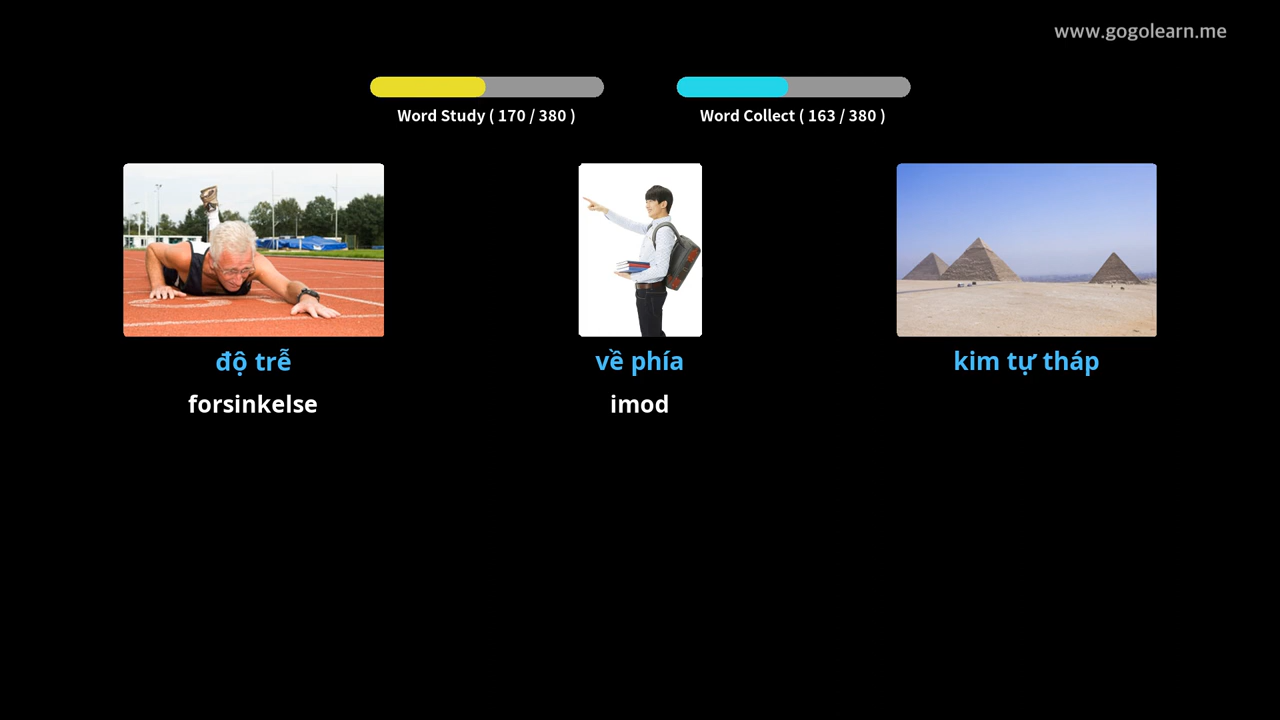 www.gogolearn.me
Word Study ( 170 / 380 )
Word Collect ( 163 / 380 )
độ trễ
về phía
kim tự tháp
forsinkelse
imod